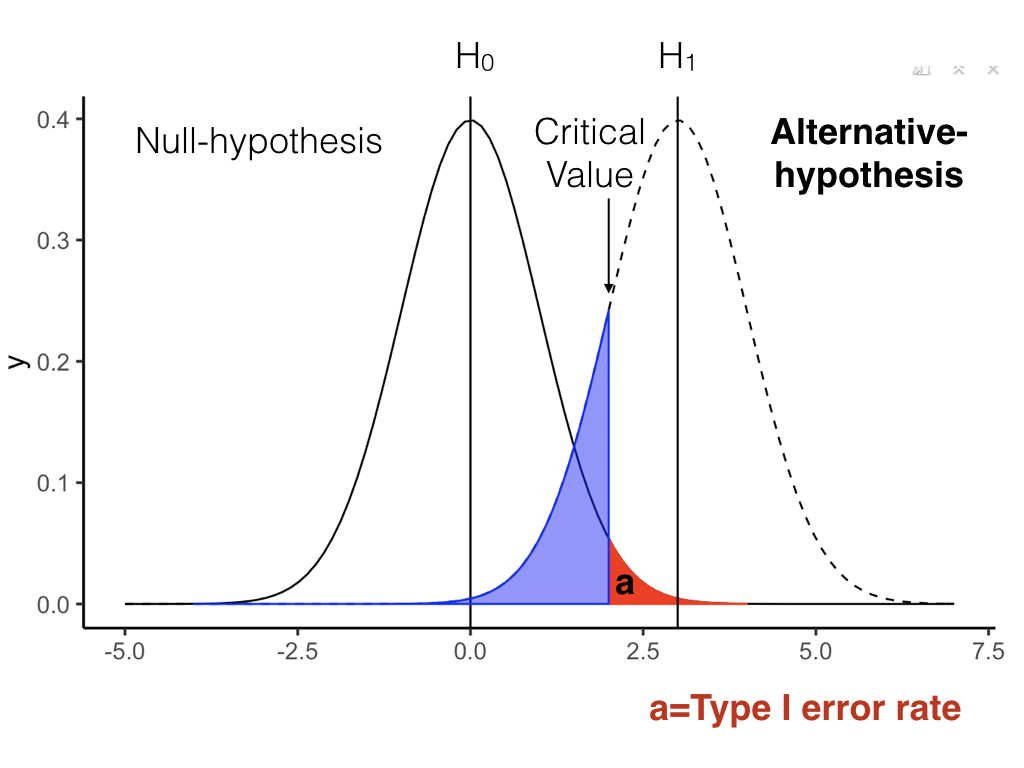 H₀
H₁
Null-hypothesis
Critical
Value
Alternative-
hypothesis
y
0.4
0.3
0.2
0.1
0.0
a
-5.0
-2.5
0.0
2.5
5.0
7.5
a=Type I error rate